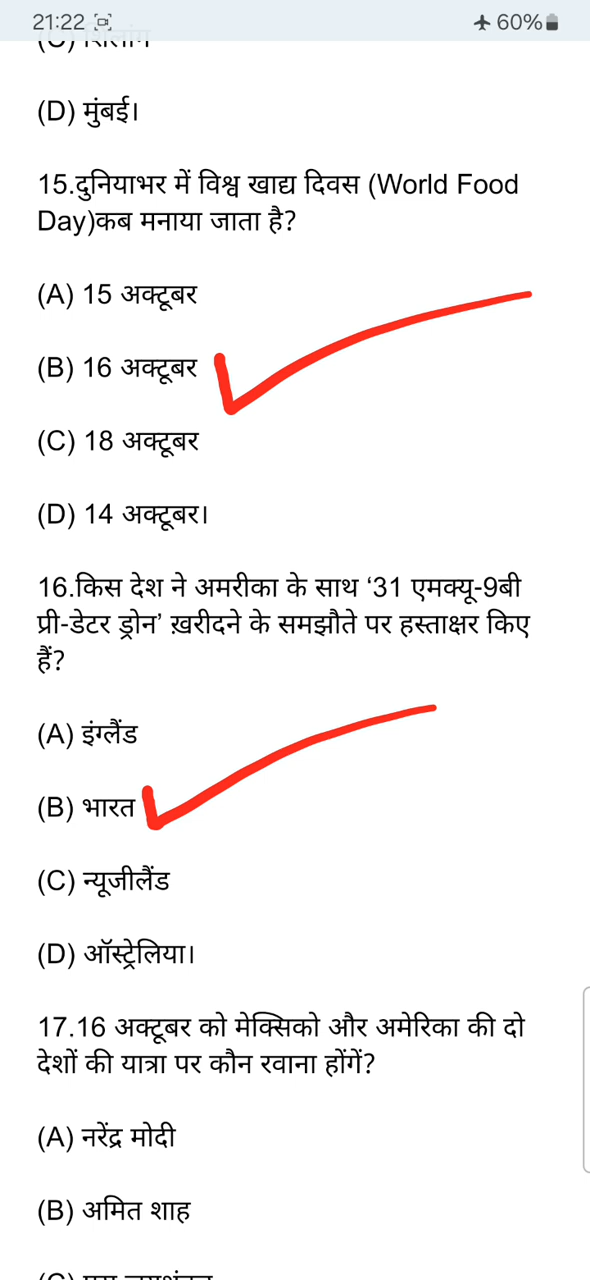 21:22
60%
(D) मुंबई।
15.दुनियाभर में विश्व खाद्य दिवस (World Food
Day)कब मनाया जाता है?
(A) 15 अक्टूबर
(B) 16 अक्टूबर
(C) 18 अक्टूबर
(D) 14 अक्टूबर।
16.किस देश ने अमरीका के साथ ‘31 एमक्यू-9बी
प्री-डेटर ड्रोन’ ख़रीदने के समझौते पर हस्ताक्षर किए
हैं?
(A) इंग्लैंड
(B) भारत
(C) न्यूजीलैंड
(D) ऑस्ट्रेलिया।
17.16 अक्टूबर को मेक्सिको और अमेरिका की दो
देशों की यात्रा पर कौन रवाना होंगें?
(A) नरेंद्र मोदी
(B) अमित शाह